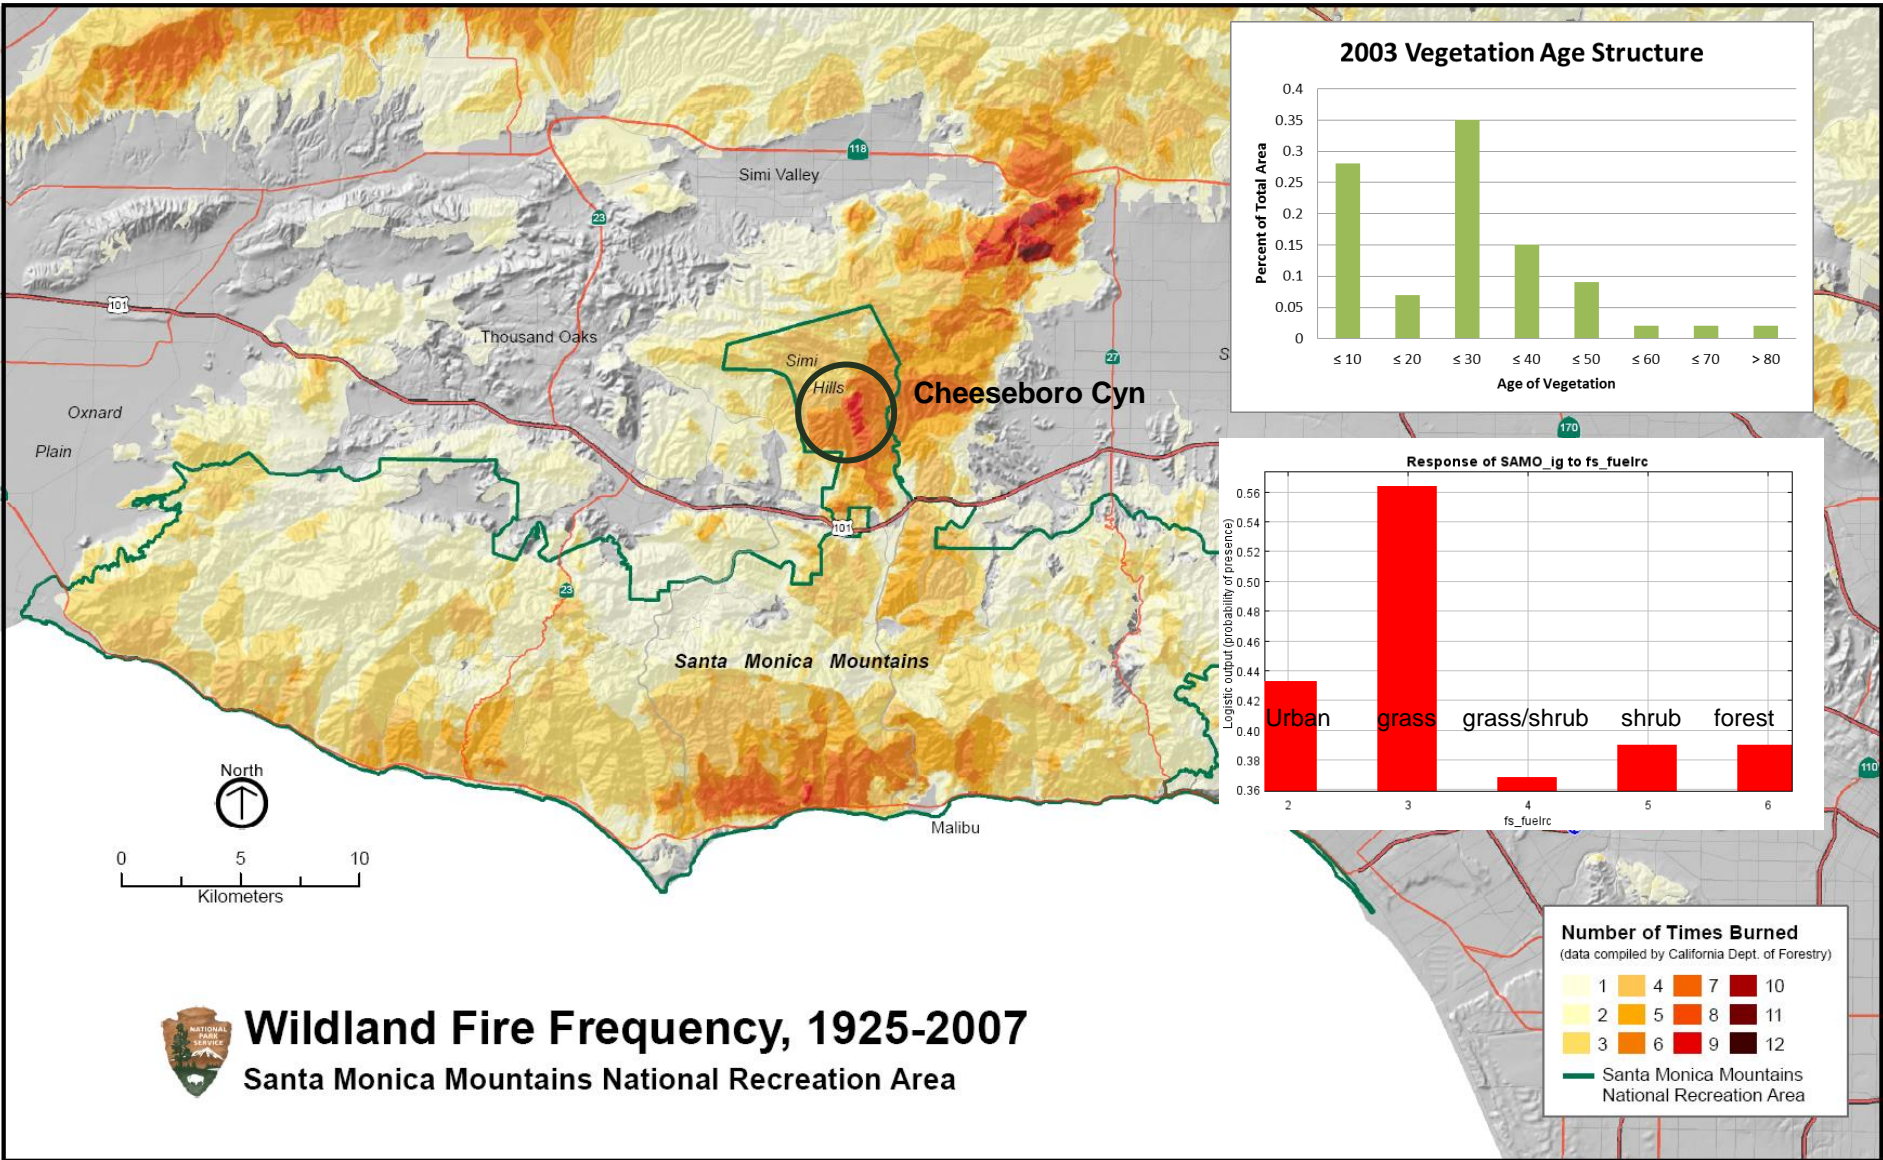 2003 Vegetation Age Structure
0.4
0.35
0.3
0.25
0.2
0.15
0.1
0.05
0
Percent of Total Area
≤ 10 ≤ 20 ≤ 30 ≤ 40 ≤ 50 ≤ 60 ≤ 70 > 80
Age of Vegetation
118
Simi Valley
23
101
Thousand Oaks
27
S
Simi
Hills
Cheeseboro Cyn
Oxnard
Plain
170
101
23
Santa Monica Mountains
Malibu
110
Response of SAMO_ig to fs_fuelrc
Logistic output (probability of presence)
0.56
0.54
0.52
0.50
0.48
0.46
0.44
0.42
0.40
0.38
0.36
Urban grass grass/shrub shrub forest
2 3 4 5 6
fs_fuelrc
North
0 5 10
Kilometers
NATIONAL
PARK
SERVICE
Wildland Fire Frequency, 1925-2007
Santa Monica Mountains National Recreation Area
Number of Times Burned
(data compiled by California Dept. of Forestry)
1 4 7 10
2 5 8 11
3 6 9 12
Santa Monica Mountains
National Recreation Area